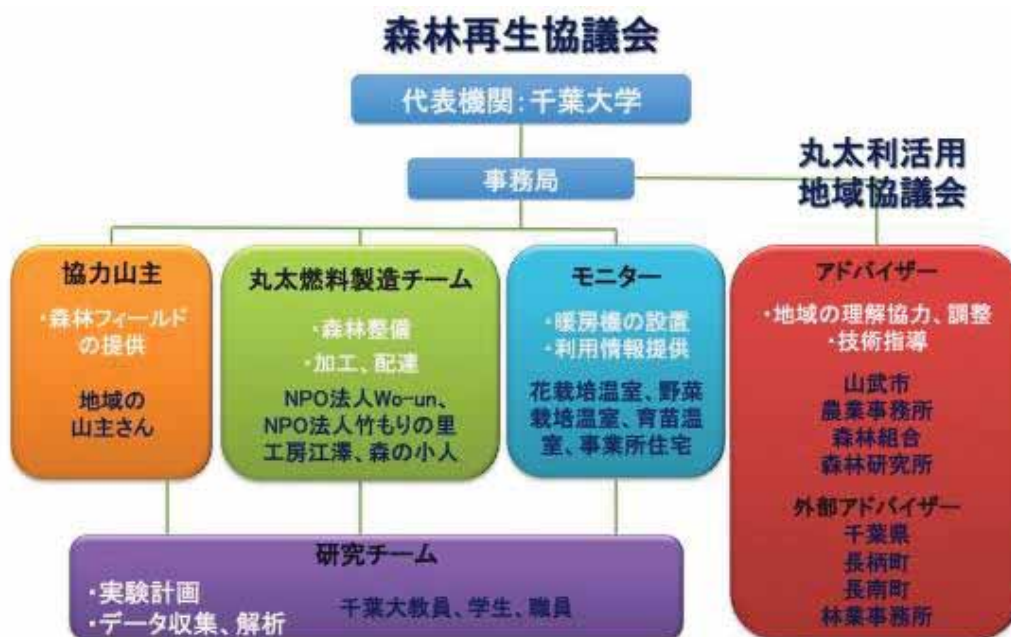 森林再生協議会
代表機関：千葉大学
事務局
丸太利活用
地域協議会
協力山主
・森林フィールド
の提供
地域の
山主さん
丸太燃料製造チーム
・森林整備
・加工、配達
NPO法人Wo-un、
NPO法人竹もりの里
工房江澤、森の小人
モニター
・暖房機の設置
・利用情報提供
花栽培温室、野菜
栽培温室、育苗温
室、事業所住宅
アドバイザー
・地域の理解協力、調整
・技術指導
山武市
農業事務所
森林組合
森林研究所
外部アドバイザー
千葉県
長柄町
長南町
林業事務所
研究チーム
・実験計画
・データ収集、解析
千葉大教員、学生、職員